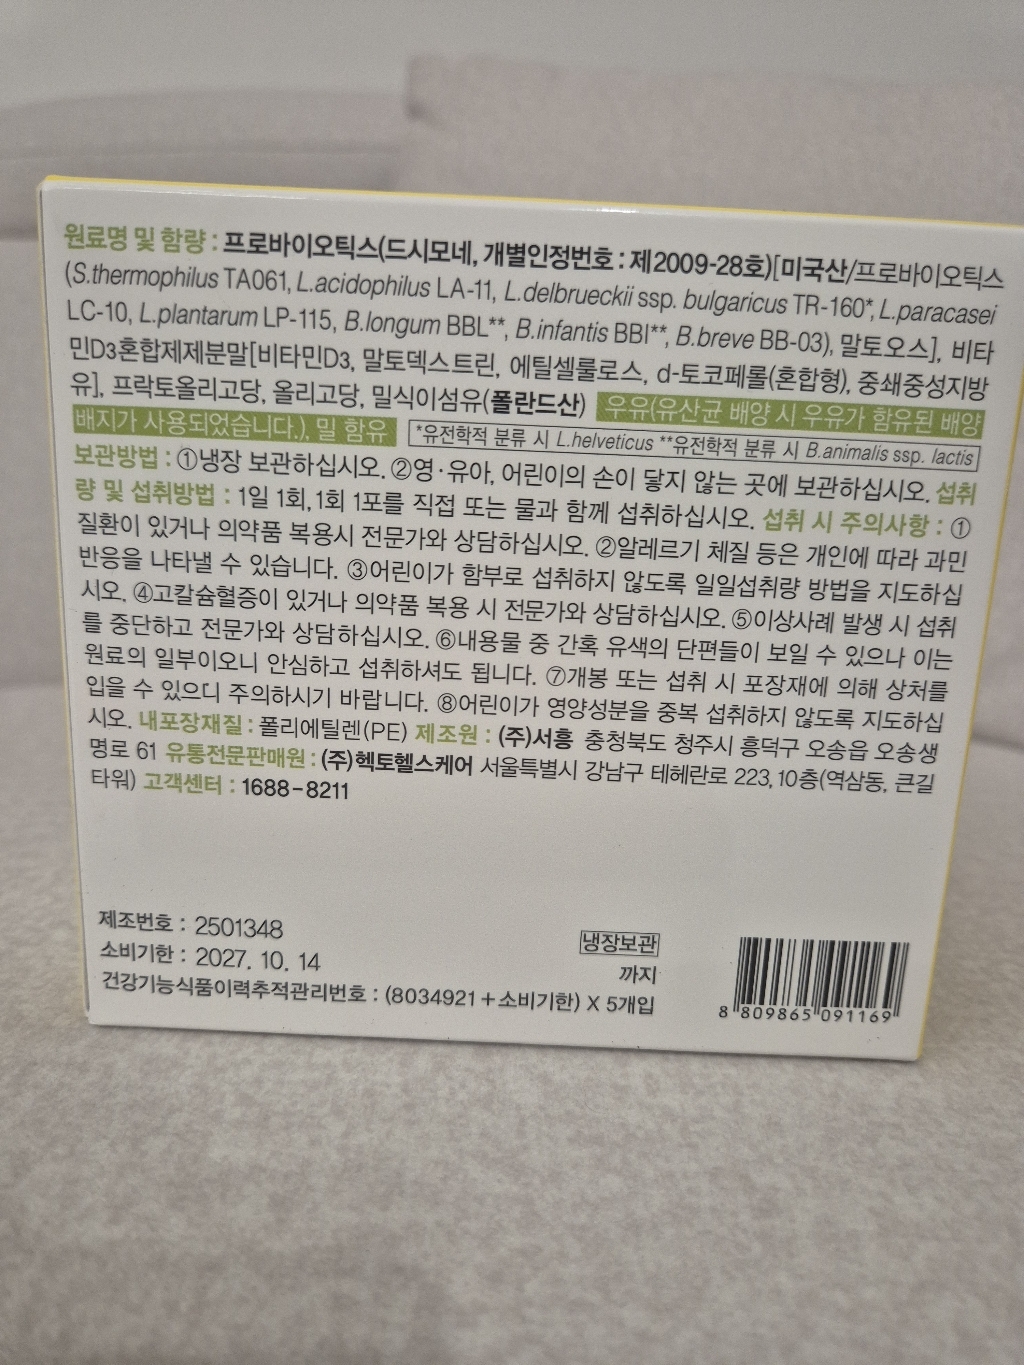 원료명 및 함량 : 프로바이오틱스(드시모네, 개별인정번호 : 제2009-28호)[미국산/프로바이오틱스
(S.thermophilus TA061, L.acidophilus LA-11, L.delbrueckii ssp. bulgaricus TR-160*, L.paracasei
LC-10, L.plantarum LP-115, B.longum BBL**, B.infantis BBI**, B.breve BB-03), 말토오스], 비타
민D3혼합제제분말[비타민D3, 말토덱스트린, 에틸셀룰로스, d-토코페롤(혼합형), 중쇄중성지방
유], 프락토올리고당, 올리고당, 밀식이섬유(폴란드산) 우유(유산균 배양 시 우유가 함유된 배양
배지가 사용되었습니다.), 밀 함유 *유전학적 분류 시 L.helveticus **유전학적 분류 시 B.animalis ssp. lactis
보관방법 : ①냉장 보관하십시오. ②영·유아, 어린이의 손이 닿지 않는 곳에 보관하십시오. 섭취
량 및 섭취방법 : 1일 1회, 1회 1포를 직접 또는 물과 함께 섭취하십시오. 섭취 시 주의사항 : ①
질환이 있거나 의약품 복용시 전문가와 상담하십시오. ②알레르기 체질 등은 개인에 따라 과민
반응을 나타낼 수 있습니다. ③어린이가 함부로 섭취하지 않도록 일일섭취량 방법을 지도하십
시오. ④고칼슘혈증이 있거나 의약품 복용 시 전문가와 상담하십시오. ⑤이상사례 발생 시 섭취
를 중단하고 전문가와 상담하십시오. ⑥내용물 중 간혹 유색의 단편들이 보일 수 있으나 이는
원료의 일부이오니 안심하고 섭취하셔도 됩니다. ⑦개봉 또는 섭취 시 포장재에 의해 상처를
입을 수 있으니 주의하시기 바랍니다. ⑧어린이가 영양성분을 중복 섭취하지 않도록 지도하십
시오. 내포장재질 : 폴리에틸렌(PE) 제조원 : (주)서흥 충청북도 청주시 흥덕구 오송읍 오송생
명로 61 유통전문판매원 : (주)헥토헬스케어 서울특별시 강남구 테헤란로 223, 10층(역삼동, 큰길
타워) 고객센터 : 1688-8211
제조번호 : 2501348
냉장보관
소비기한 : 2027. 10. 14
까지
건강기능식품이력추적관리번호 : (8034921+소비기한) X 5개입
8 809865 091169